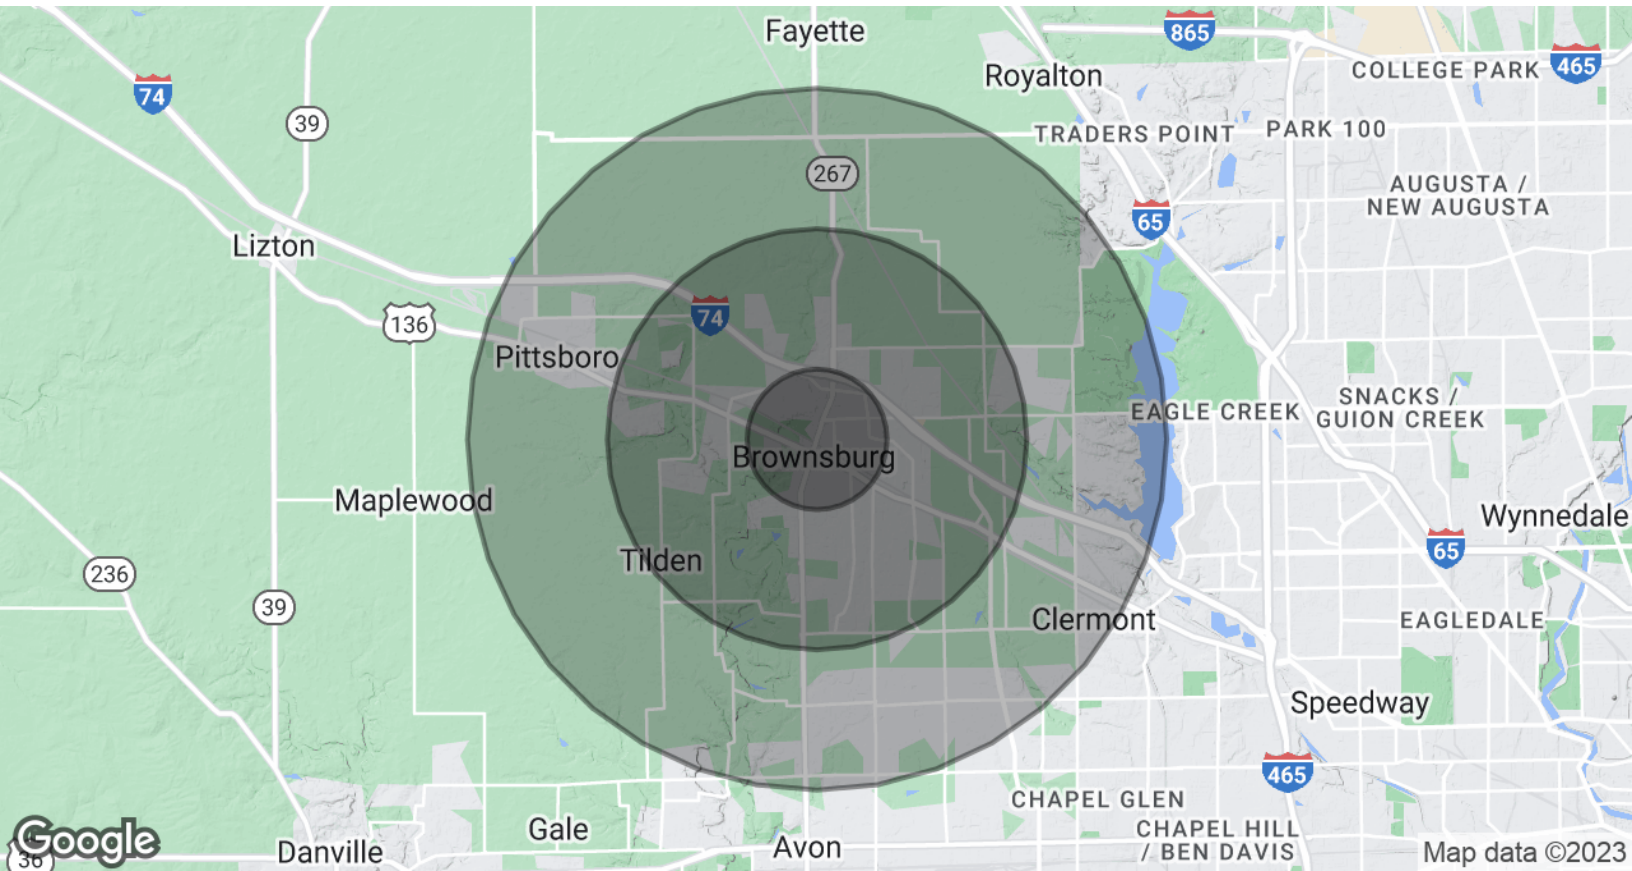 Fayette
865
Royalton
COLLEGE PARK
465
74
39
TRADERS POINT
PARK 100
267
AUGUSTA /
NEW AUGUSTA
65
Lizton
74
136
Pittsboro
EAGLE CREEK
SNACKS /
GUION CREEK
Brownsburg
Maplewood
Wynnedale
65
Tilden
236
39
Clermont
EAGLEDALE
Speedway
465
CHAPEL GLEN
Gale
CHAPEL HILL
/ BEN DAVIS
Google
36
Danville
Avon
Map data ©2023